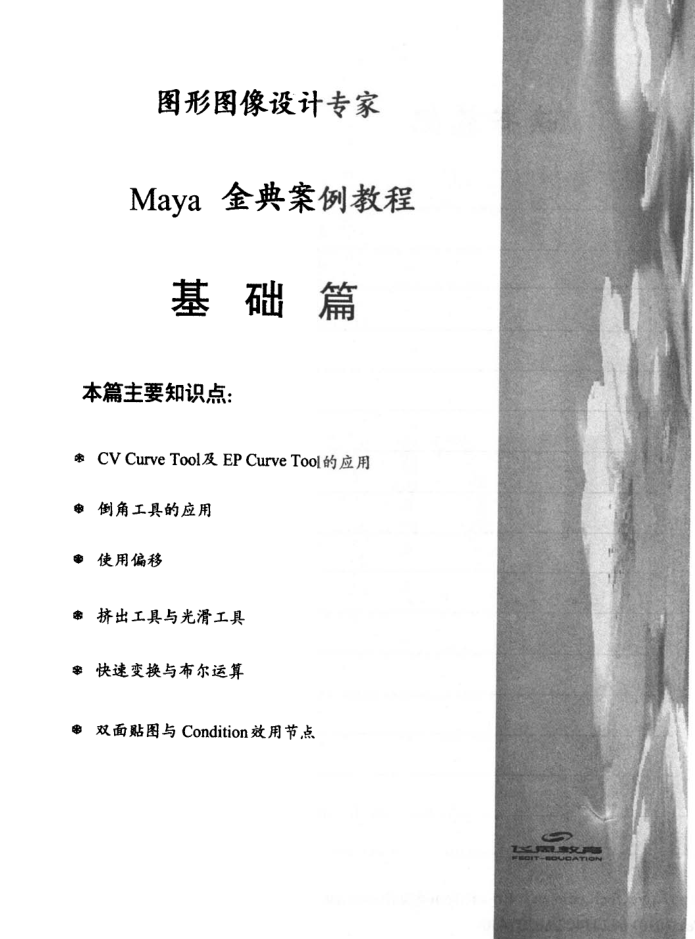 图形图像设计专家
Maya 金典案例教程
基 础 篇
本篇主要知识点:
❄ CV Curve Tool及 EP Curve Tool的应用
❄ 倒角工具的应用
❄ 使用偏移
❄ 挤出工具与光滑工具
❄ 快速变换与布尔运算
❄ 双面贴图与 Condition效用节点
飞思教育
FECIT-EDUCATION